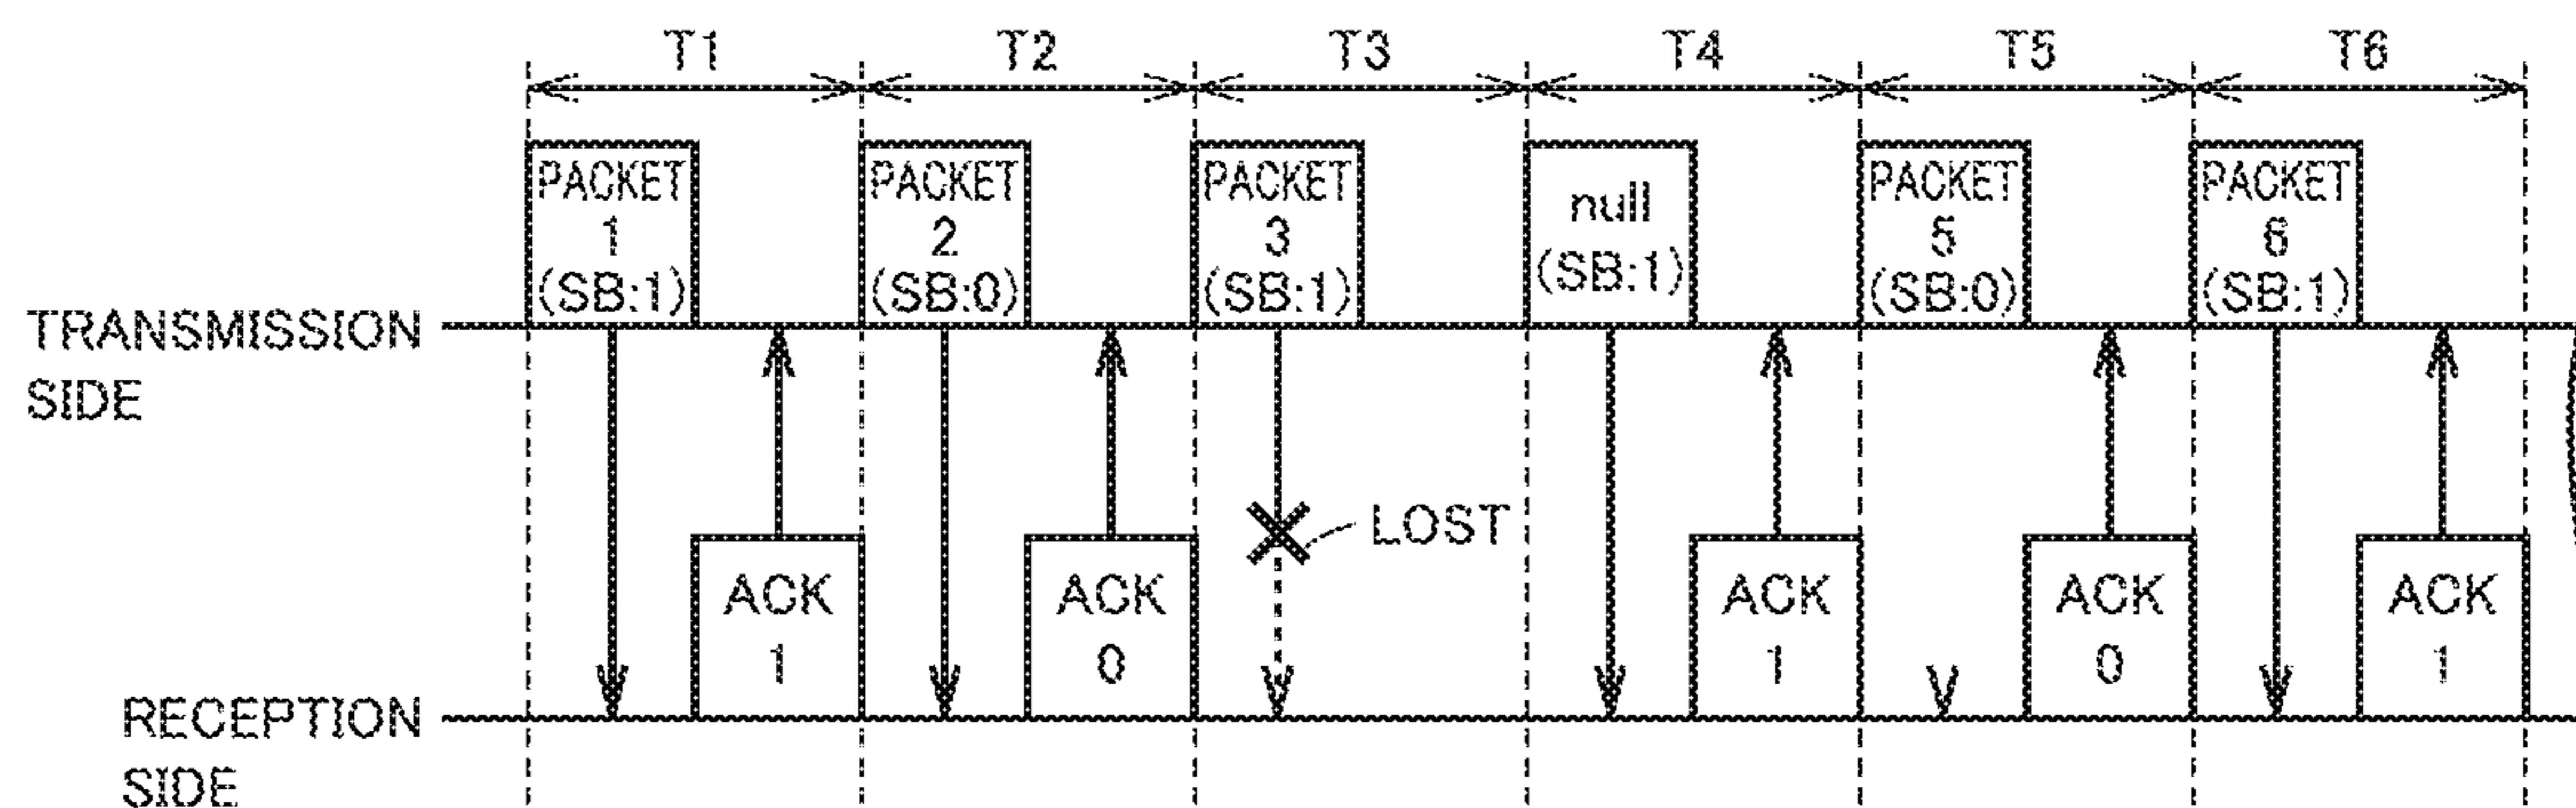 T1 T2 T3 T4 T5 T6
PACKET PACKET PACKET null PACKET PACKET
1 2 3 (SB:1) 5 6
(SB:1) (SB:0) (SB:1) (SB:0) (SB:1)
TRANSMISSION
SIDE
LOST
ACK ACK ACK ACK ACK
1 0 1 0 1
RECEPTION
SIDE